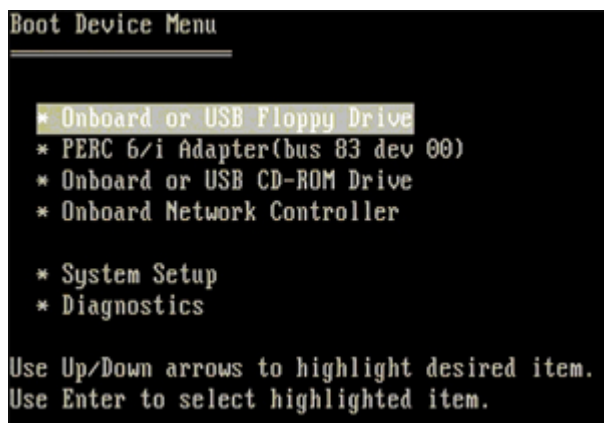 Boot Device Menu
* Onboard or USB Floppy Drive
* PERC 6/i Adapter(bus 83 dev 00)
* Onboard or USB CD-ROM Drive
* Onboard Network Controller
* System Setup
* Diagnostics
Use Up/Down arrows to highlight desired item.
Use Enter to select highlighted item.